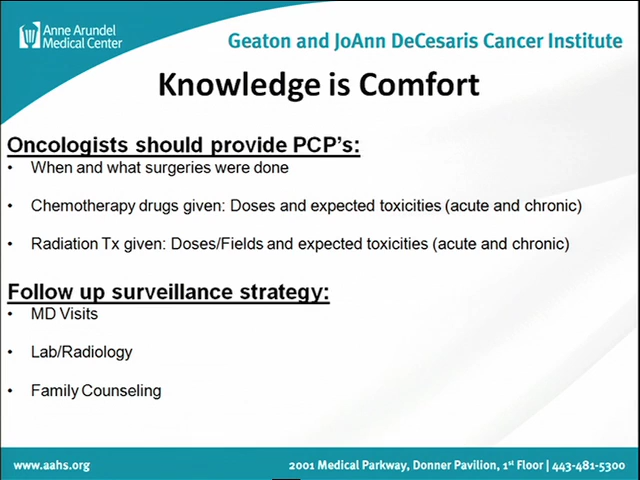 Anne Arundel
Medical Center
Geaton and JoAnn DeCesaris Cancer Institute
Knowledge is Comfort
Oncologists should provide PCP's:
• When and what surgeries were done
• Chemotherapy drugs given: Doses and expected toxicities (acute and chronic)
• Radiation Tx given: Doses/Fields and expected toxicities (acute and chronic)
Follow up surveillance strategy:
• MD Visits
• Lab/Radiology
• Family Counseling
www.aahs.org
2001 Medical Parkway, Donner Pavilion, 1st Floor | 443-481-5300